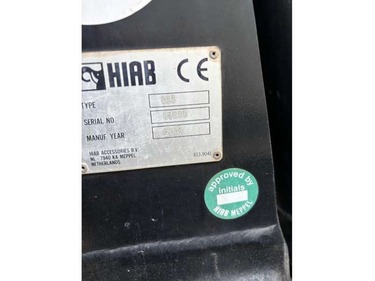 HIAB CE
TYPE
SERIAL NO
MANUF. YEAR
HIAB ACCESSORIES B.V.
NL - 7940 KA MEPPEL
NETHERLANDS
approved by
initials
HIAB MEPPEL